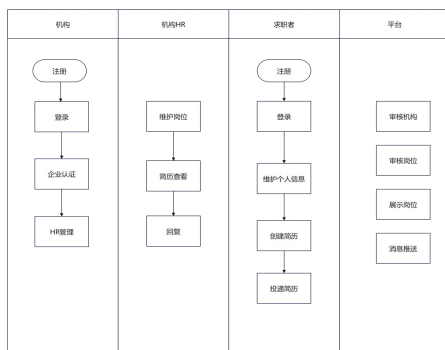 机构
机构HR
求职者
平台
注册
登录
企业认证
HR管理
维护岗位
简历查看
回复
注册
登录
维护个人信息
创建简历
投递简历
审核机构
审核岗位
展示岗位
消息推送